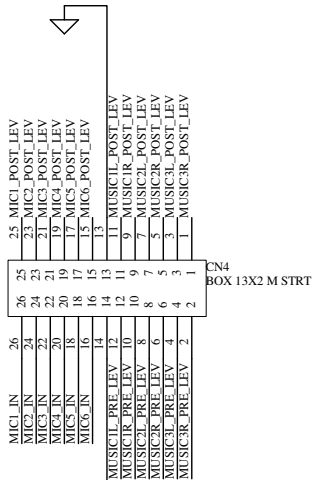 25 MIC1_POST_LEV
23 MIC2_POST_LEV
21 MIC3_POST_LEV
19 MIC4_POST_LEV
17 MIC5_POST_LEV
15 MIC6_POST_LEV
13
11 MUSIC1L_POST_LEV
9 MUSIC1R_POST_LEV
7 MUSIC2L_POST_LEV
5 MUSIC2R_POST_LEV
3 MUSIC3L_POST_LEV
1 MUSIC3R_POST_LEV
26 25
24 23
22 21
20 19
18 17
16 15
14 13
12 11
10 9
8 7
6 5
4 3
2 1
CN4
BOX 13X2 M STRT
MIC1_IN 26
MIC2_IN 24
MIC3_IN 22
MIC4_IN 20
MIC5_IN 18
MIC6_IN 16
14
MUSIC1L_PRE_LEV 12
MUSIC1R_PRE_LEV 10
MUSIC2L_PRE_LEV 8
MUSIC2R_PRE_LEV 6
MUSIC3L_PRE_LEV 4
MUSIC3R_PRE_LEV 2